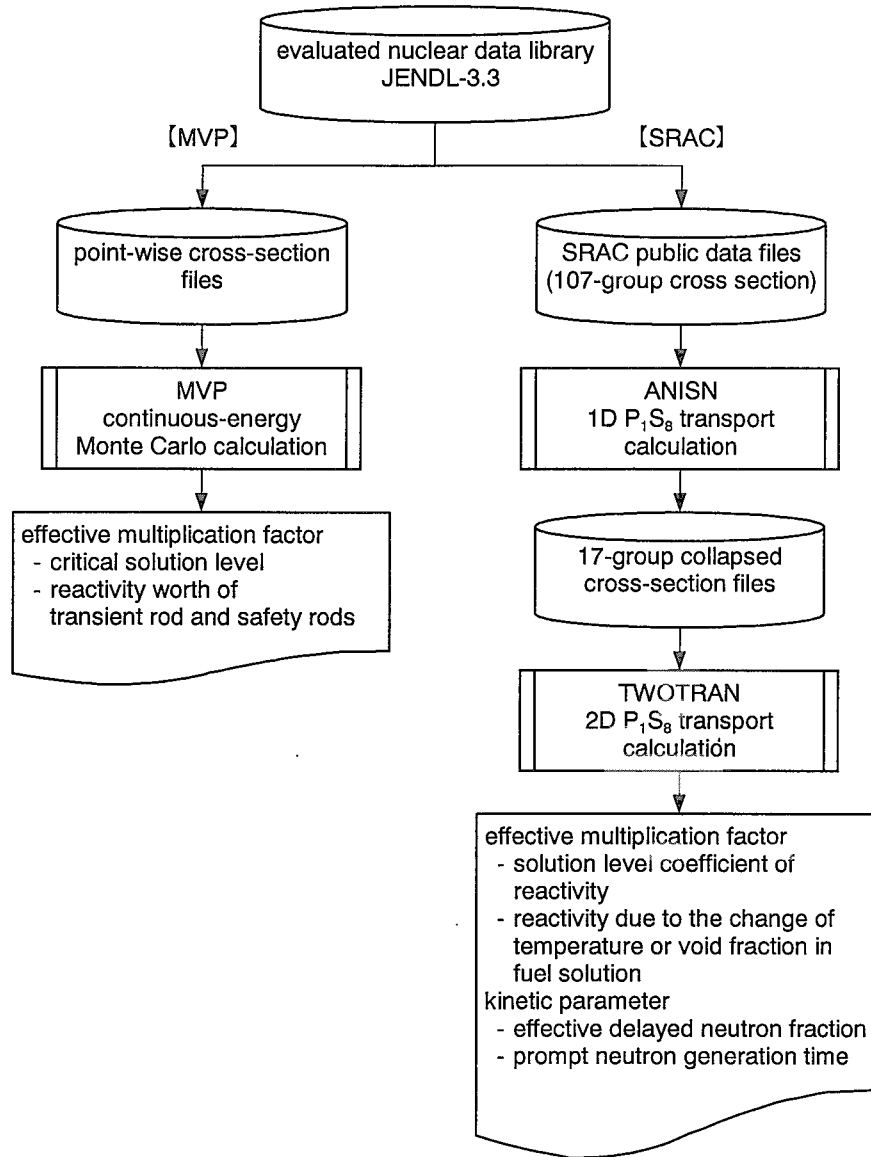 evaluated nuclear data library
JENDL-3.3
【MVP】
【SRAC】
point-wise cross-section
files
MVP
continuous-energy
Monte Carlo calculation
effective multiplication factor
- critical solution level
- reactivity worth of
transient rod and safety rods
SRAC public data files
(107-group cross section)
ANISN
1D P₁S₈ transport
calculation
17-group collapsed
cross-section files
TWOTRAN
2D P₁S₈ transport
calculation
effective multiplication factor
- solution level coefficient of
reactivity
- reactivity due to the change of
temperature or void fraction in
fuel solution
kinetic parameter
- effective delayed neutron fraction
- prompt neutron generation time